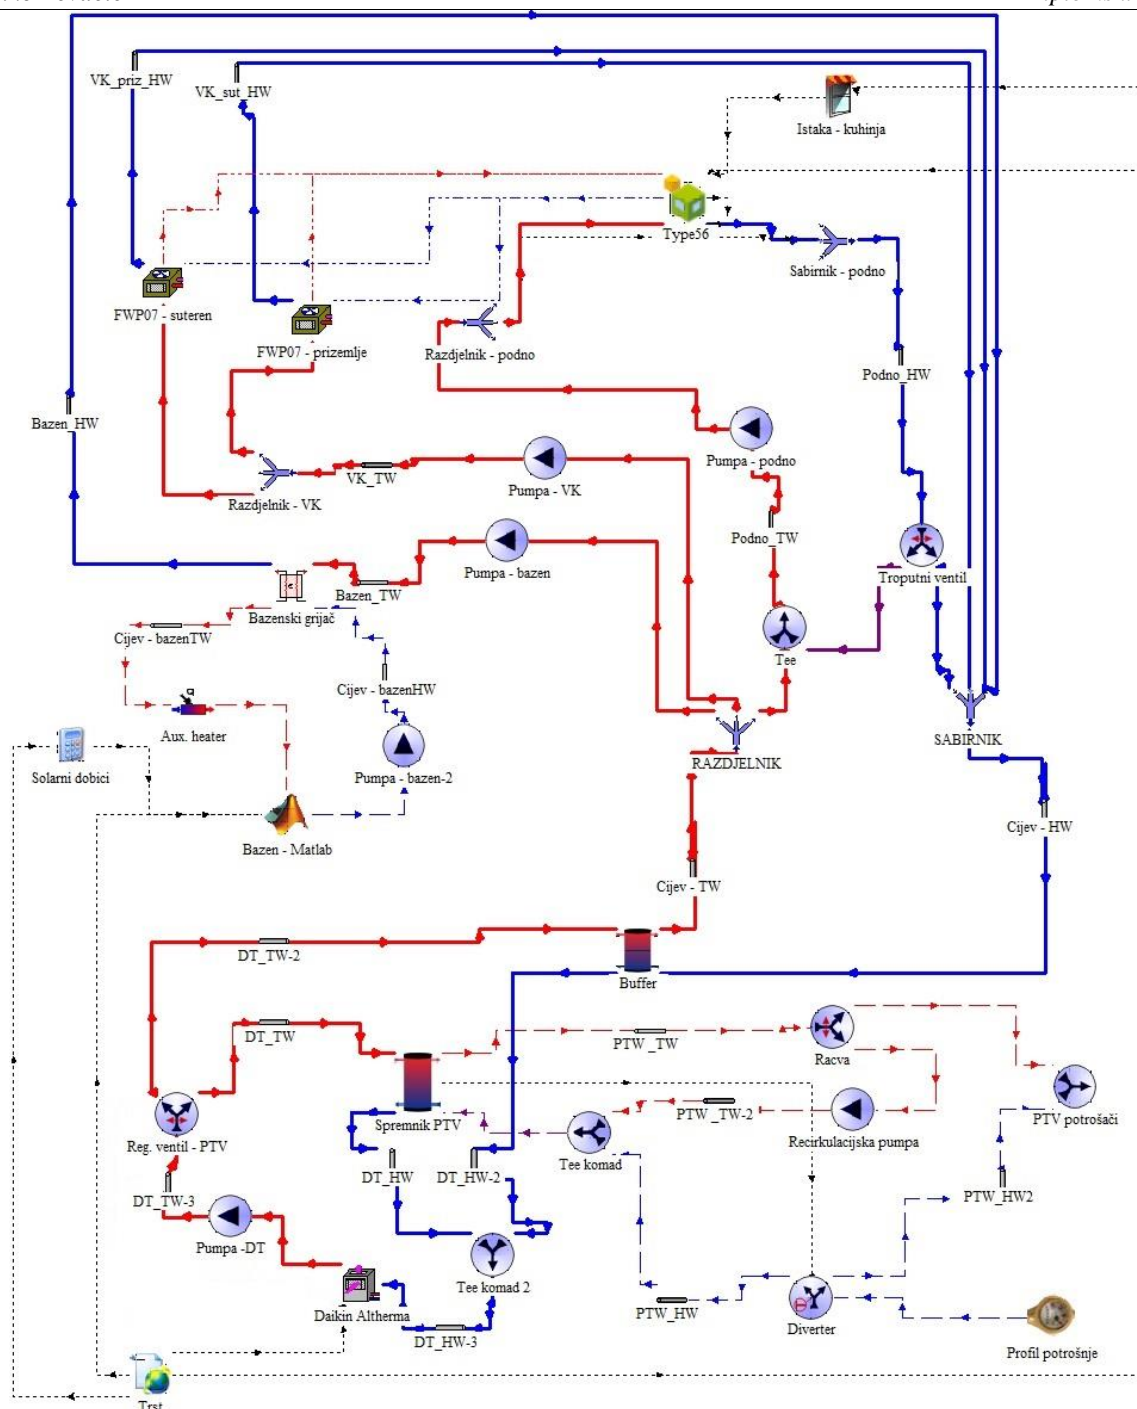 VK_priz_HW
VK_sut_HW
Istaka - kuhinja
Type56
Sabirnik - podno
FWP07 - suteren
FWP07 - prizemlje
Razdjelnik - podno
Podno_HW
Bazen_HW
Pumpa - podno
VK_TW
Pumpa - VK
Razdjelnik - VK
Podno_TW
Pumpa - bazen
Troputni ventil
Bazen_TW
Bazenski grijač
Cijev - bazenTW
Tee
Cijev - bazenHW
Aux. heater
SABIRNIK
RAZDJELNIK
Solarni dobici
Pumpa - bazen-2
Cijev - HW
Bazen - Matlab
Cijev - TW
DT_TW-2
Buffer
DT_TW
PTW_TW
Racva
Spremnik PTV
PTW_TW-2
PTV potrošači
Reg. ventil - PTV
Tee komad
Recirkulacijska pumpa
DT_HW
DT_HW-2
DT_TW-3
PTW_HW2
Pumpa -DT
Tee komad 2
Daikin Altherma
PTW_HW
Diverter
DT_HW-3
Profil potrošnje
Trst